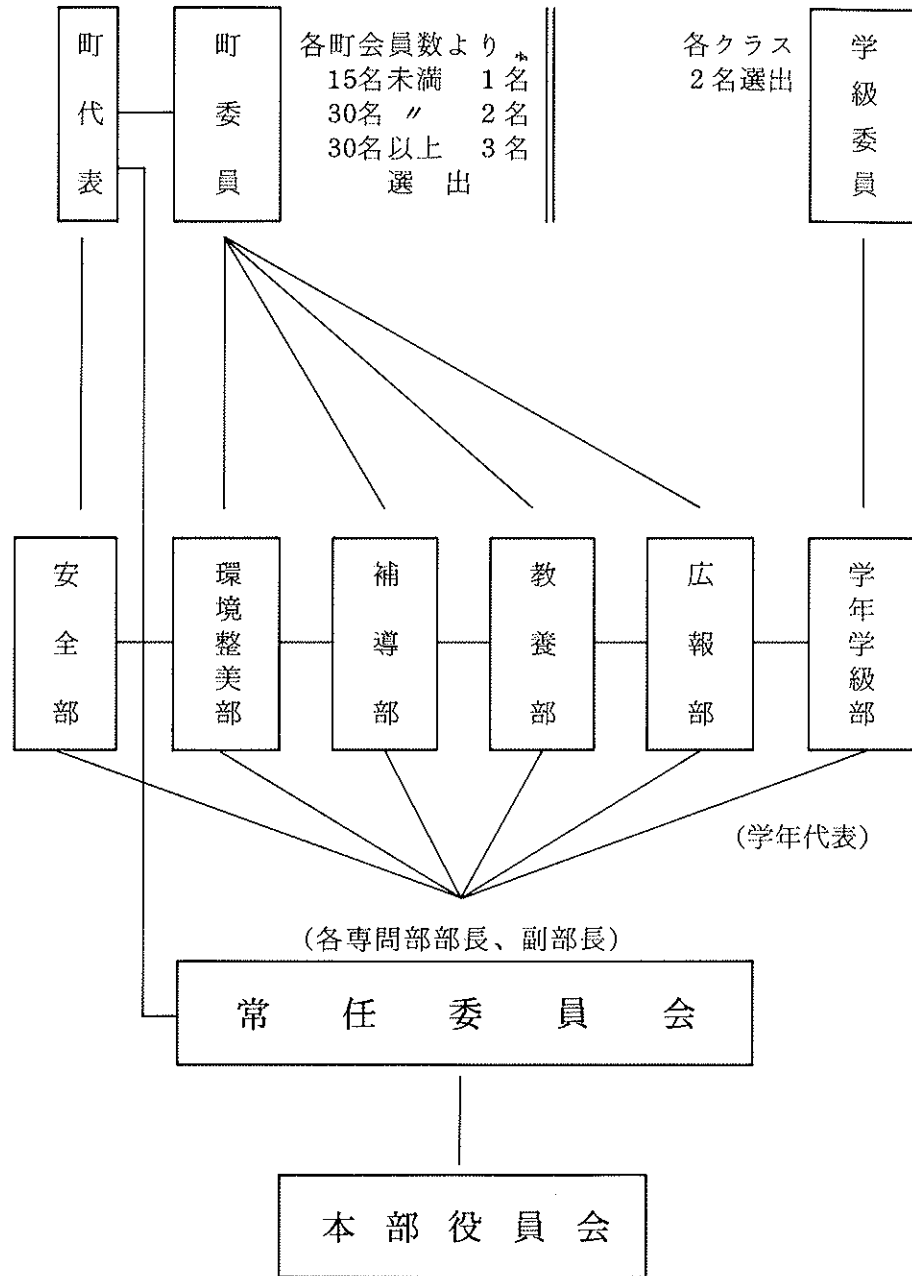 町代表
町委員
各町会員数より
15名未満 1名
30名 〃 2名
30名以上 3名
選出
各クラス
2名選出
学級委員
安全部
環境整美部
補導部
教養部
広報部
学年学級部
(学年代表)
(各専問部部長、副部長)
常任委員会
本部役員会